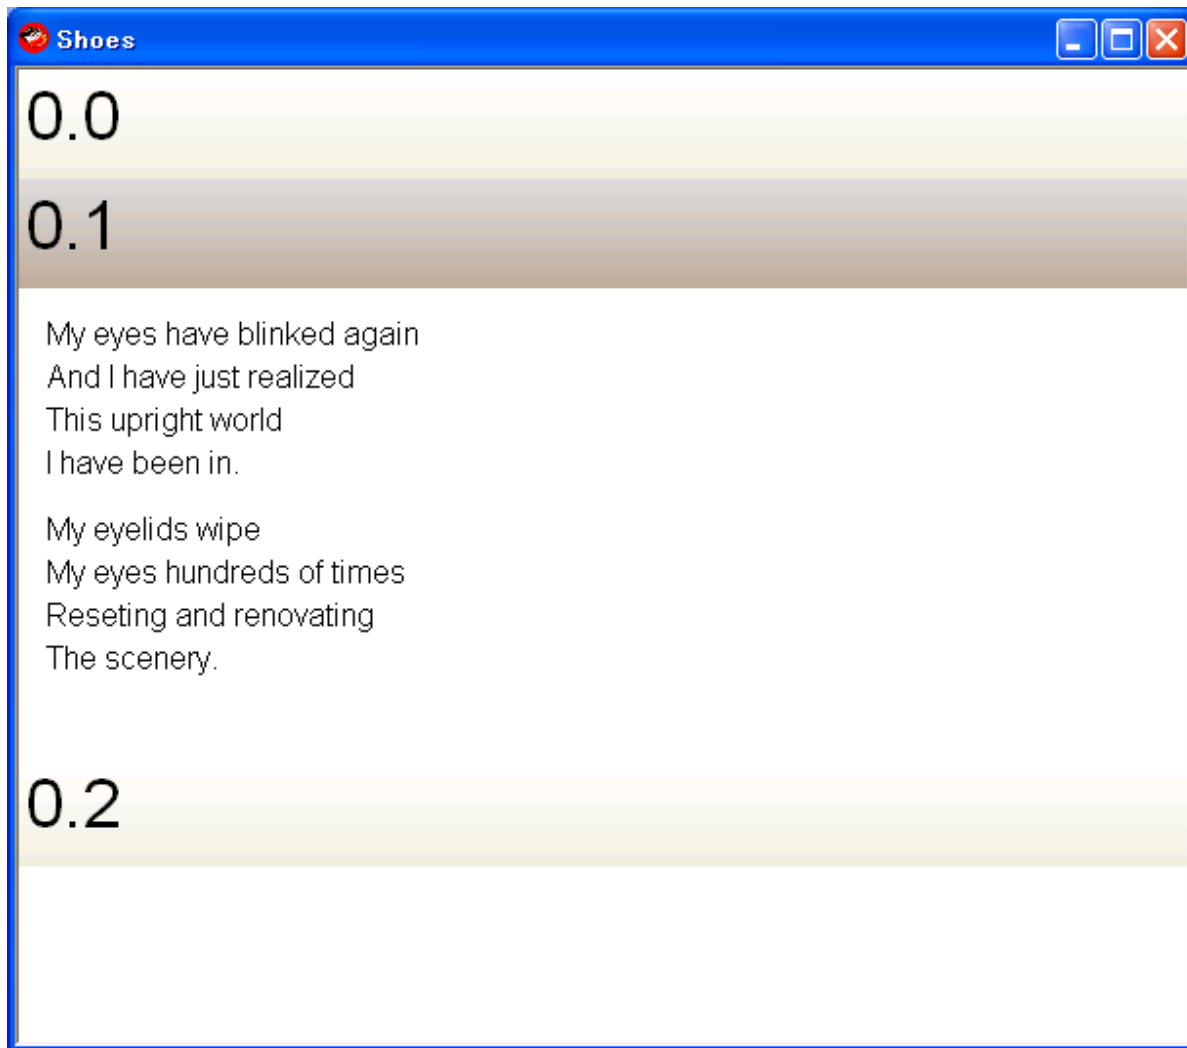 Shoes
0.0
0.1
My eyes have blinked again
And I have just realized
This upright world
I have been in.
My eyelids wipe
My eyes hundreds of times
Reseting and renovating
The scenery.
0.2